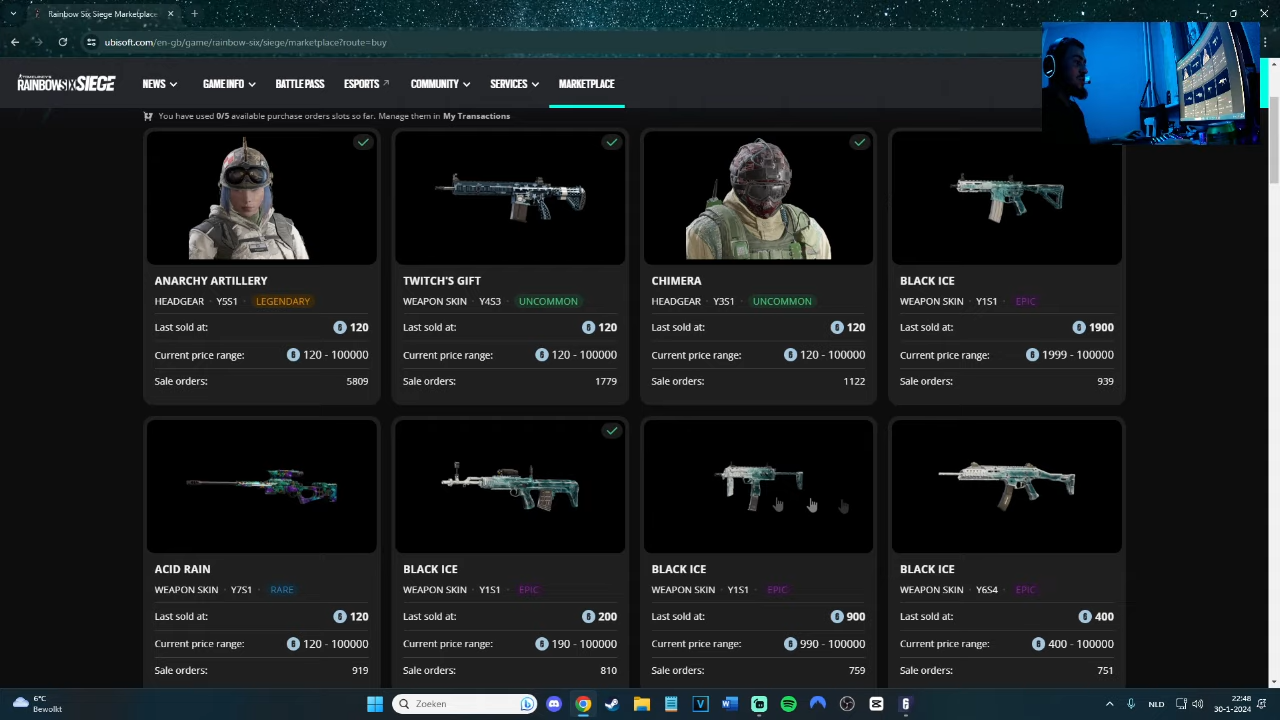 Rainbow Six Siege Marketplace
ubisoft.com/en-gb/game/rainbow-six/siege/marketplace?route=buy
RAINBOWSIX SIEGE
NEWS
GAME INFO
BATTLE PASS
ESPORTS
COMMUNITY
SERVICES
MARKETPLACE
You have used 0/5 available purchase orders slots so far. Manage them in My Transactions
ANARCHY ARTILLERY
HEADGEAR · Y5S1 · LEGENDARY
Last sold at: 120
Current price range: 120 - 100000
Sale orders: 5809
TWITCH'S GIFT
WEAPON SKIN · Y4S3 · UNCOMMON
Last sold at: 120
Current price range: 120 - 100000
Sale orders: 1779
CHIMERA
HEADGEAR · Y3S1 · UNCOMMON
Last sold at: 120
Current price range: 120 - 100000
Sale orders: 1122
BLACK ICE
WEAPON SKIN · Y1S1 · EPIC
Last sold at: 1900
Current price range: 1999 - 100000
Sale orders: 939
ACID RAIN
WEAPON SKIN · Y7S1 · RARE
Last sold at: 120
Current price range: 120 - 100000
Sale orders: 919
BLACK ICE
WEAPON SKIN · Y1S1 · EPIC
Last sold at: 200
Current price range: 190 - 100000
Sale orders: 810
BLACK ICE
WEAPON SKIN · Y1S1 · EPIC
Last sold at: 900
Current price range: 990 - 100000
Sale orders: 759
BLACK ICE
WEAPON SKIN · Y6S4 · EPIC
Last sold at: 400
Current price range: 400 - 100000
Sale orders: 751
6°C
Bewolkt
Zoeken
NLD
22:48
30-1-2024